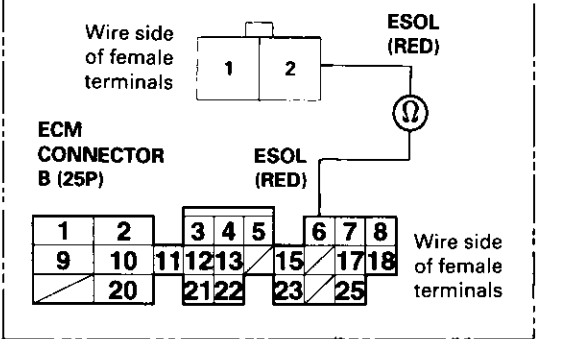 Wire side
of female
terminals
ESOL
(RED)
1 2
Ω
ECM
CONNECTOR
B (25P)
ESOL
(RED)
1 2 3 4 5 6 7 8
9 10 11 12 13 15 17 18
20 21 22 23 25
Wire side
of female
terminals